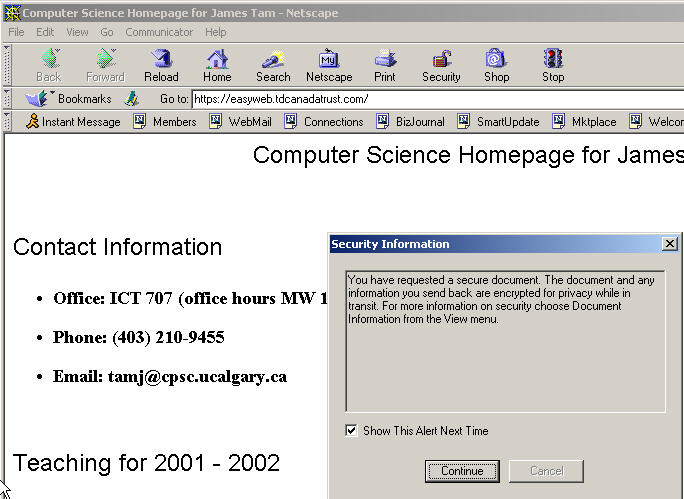 Computer Science Homepage for James Tam - Netscape
File Edit View Go Communicator Help
Back Forward Reload Home Search Netscape Print Security Shop Stop
Bookmarks Go to: https://easyweb.tdcanadatrust.com/
Instant Message Members WebMail Connections BizJournal SmartUpdate Mktplace Welcor
Computer Science Homepage for James
Contact Information
• Office: ICT 707 (office hours MW 1
• Phone: (403) 210-9455
• Email: tamj@cpsc.ucalgary.ca
Teaching for 2001 - 2002
Security Information
You have requested a secure document. The document and any
information you send back are encrypted for privacy while in
transit. For more information on security choose Document
Information from the View menu.
Show This Alert Next Time
Continue Cancel